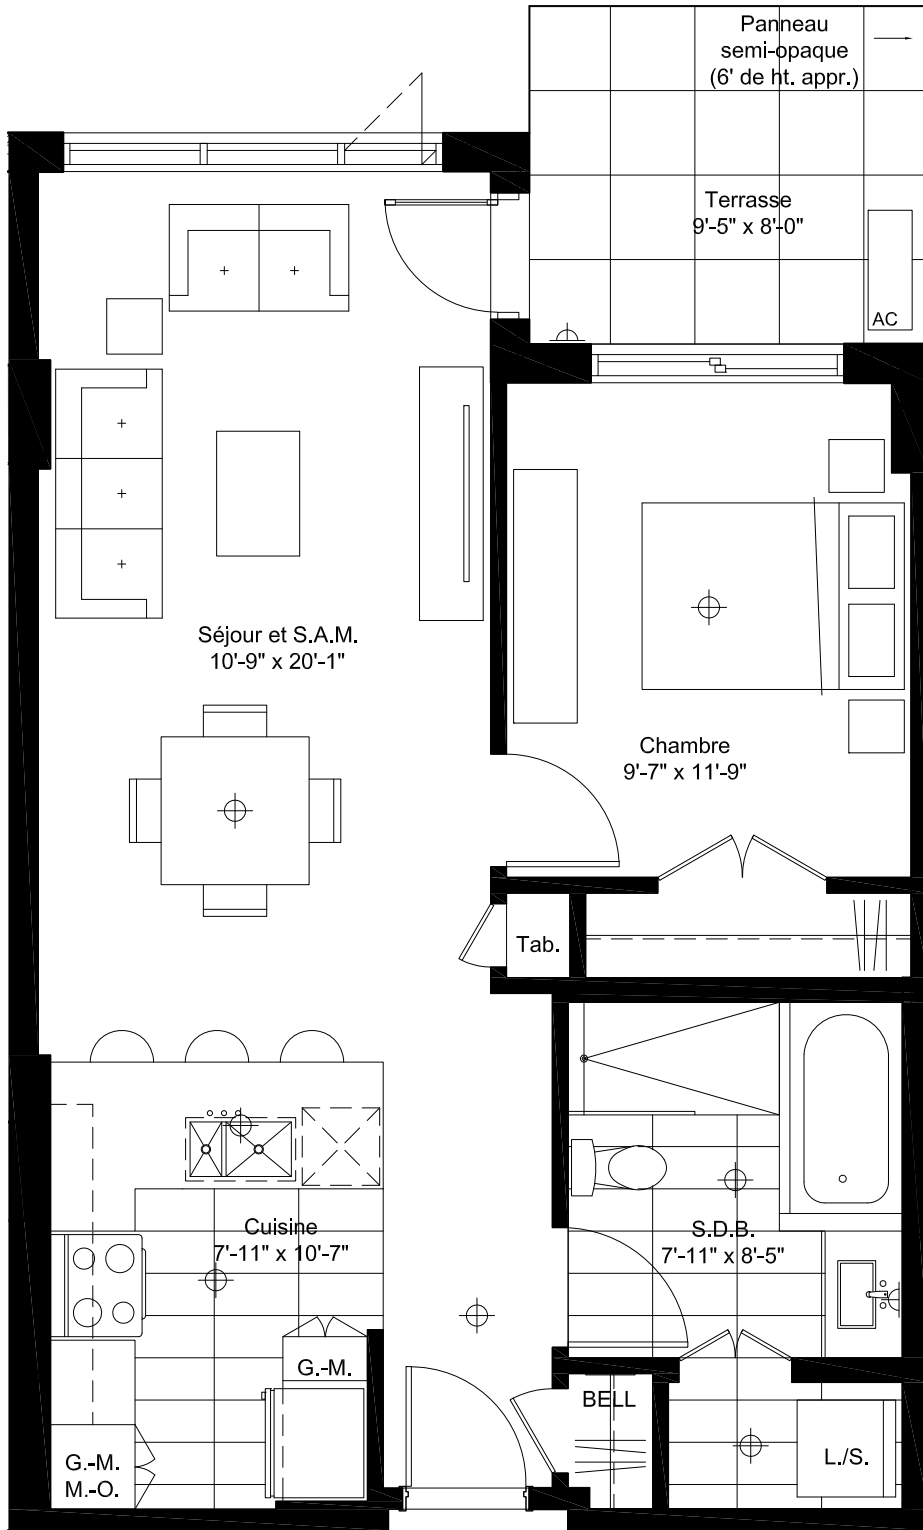 Panneau
semi-opaque
(6' de ht. appr.)
Terrasse
9'-5" x 8'-0"
AC
Séjour et S.A.M.
10'-9" x 20'-1"
Chambre
9'-7" x 11'-9"
Tab.
Cuisine
7'-11" x 10'-7"
S.D.B.
7'-11" x 8'-5"
G.-M.
BELL
G.-M.
M.-O.
L./S.